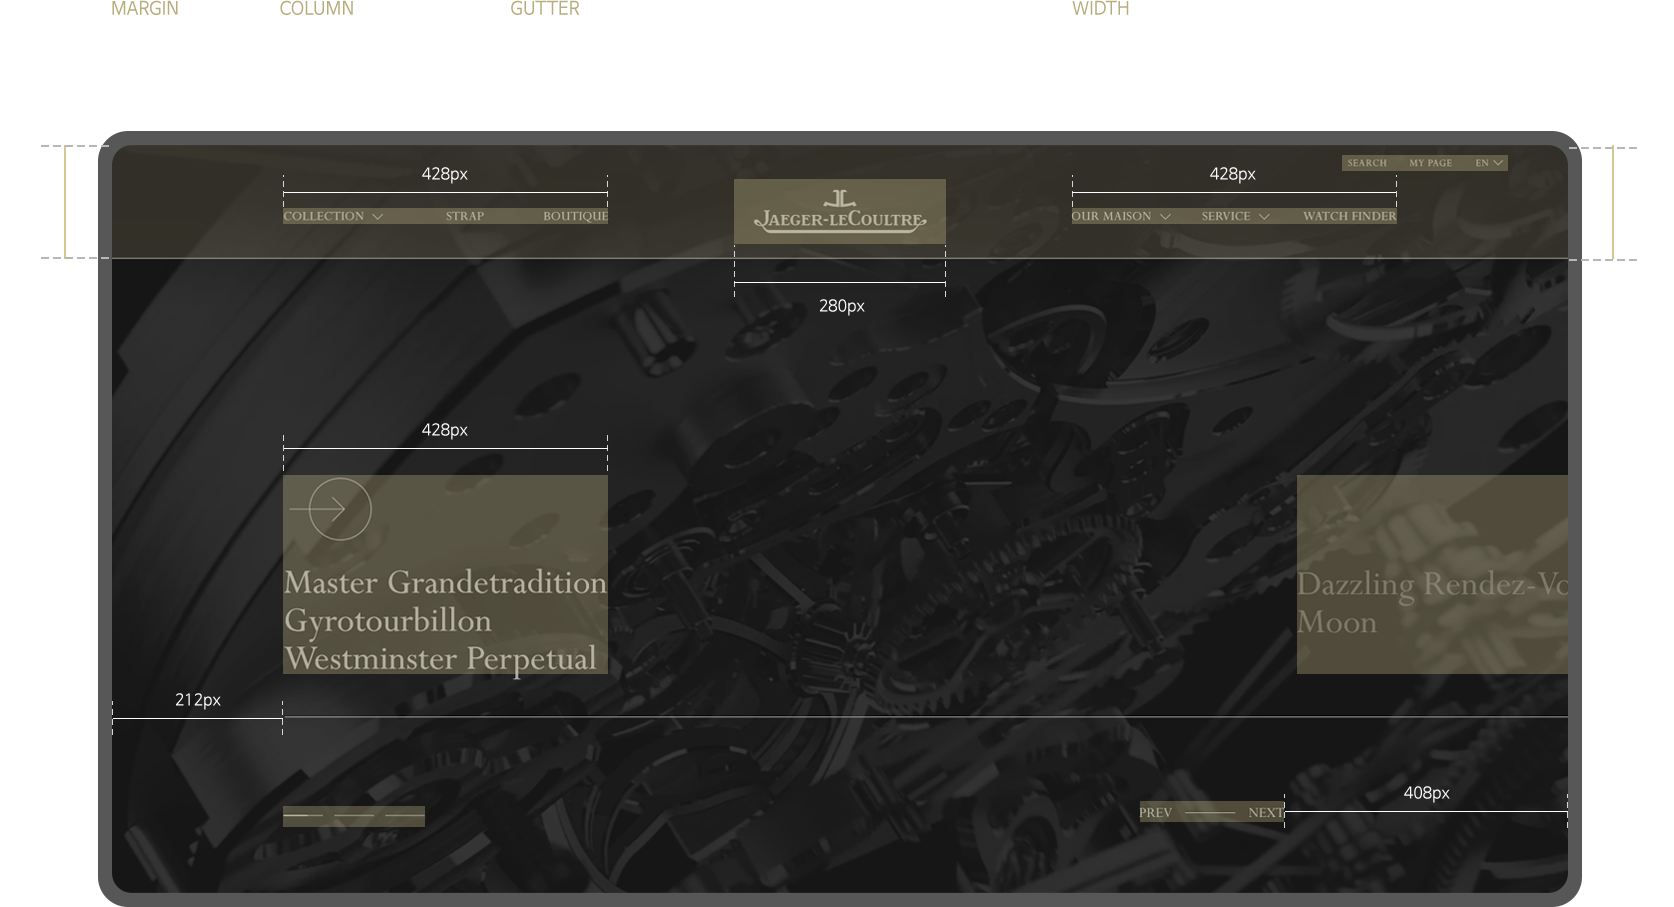 MARGIN COLUMN GUTTER WIDTH
SEARCH MY PAGE EN
428px 428px
COLLECTION STRAP BOUTIQUE JAEGER-LECOULTRE OUR MAISON SERVICE WATCH FINDER
280px
428px
Master Grandetradition
Gyrotourbillon
Westminster Perpetual
Dazzling Rendez-Vo
Moon
212px
408px
PREV NEXT